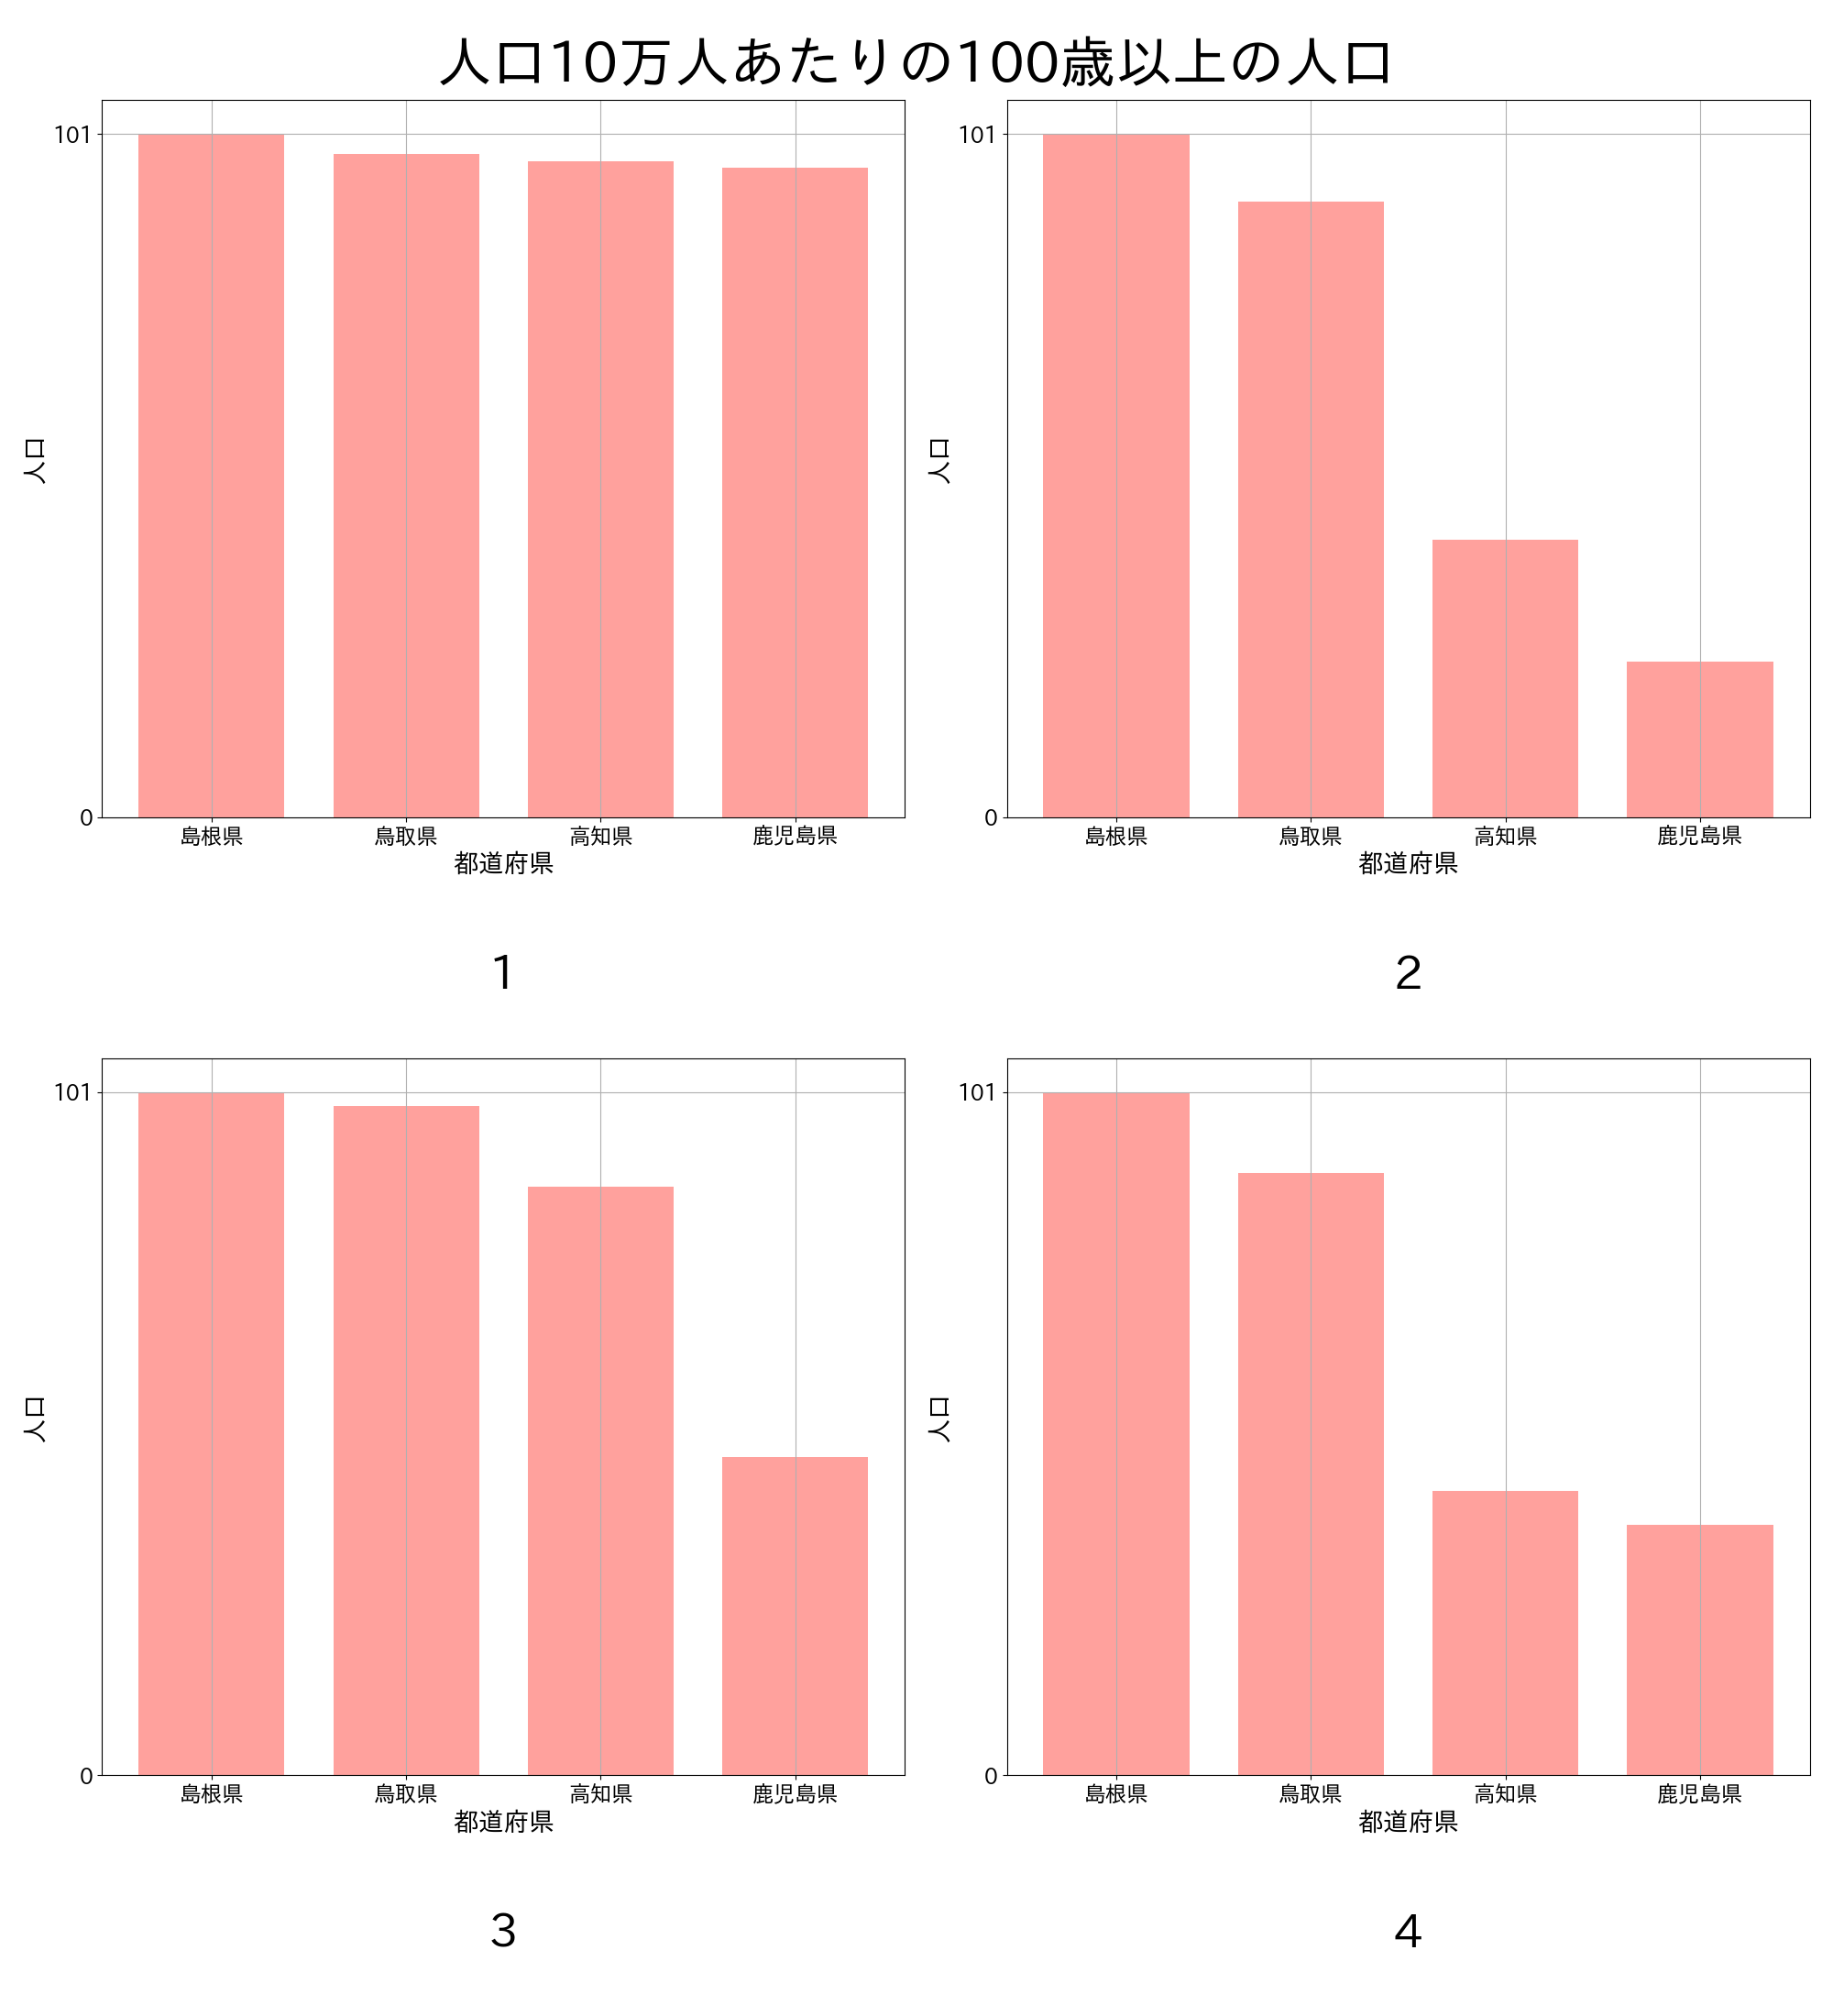 人口10万人あたりの100歳以上の人口
101
人口
0
島根県 鳥取県 高知県 鹿児島県
都道府県
1
101
人口
0
島根県 鳥取県 高知県 鹿児島県
都道府県
2
101
人口
0
島根県 鳥取県 高知県 鹿児島県
都道府県
3
101
人口
0
島根県 鳥取県 高知県 鹿児島県
都道府県
4